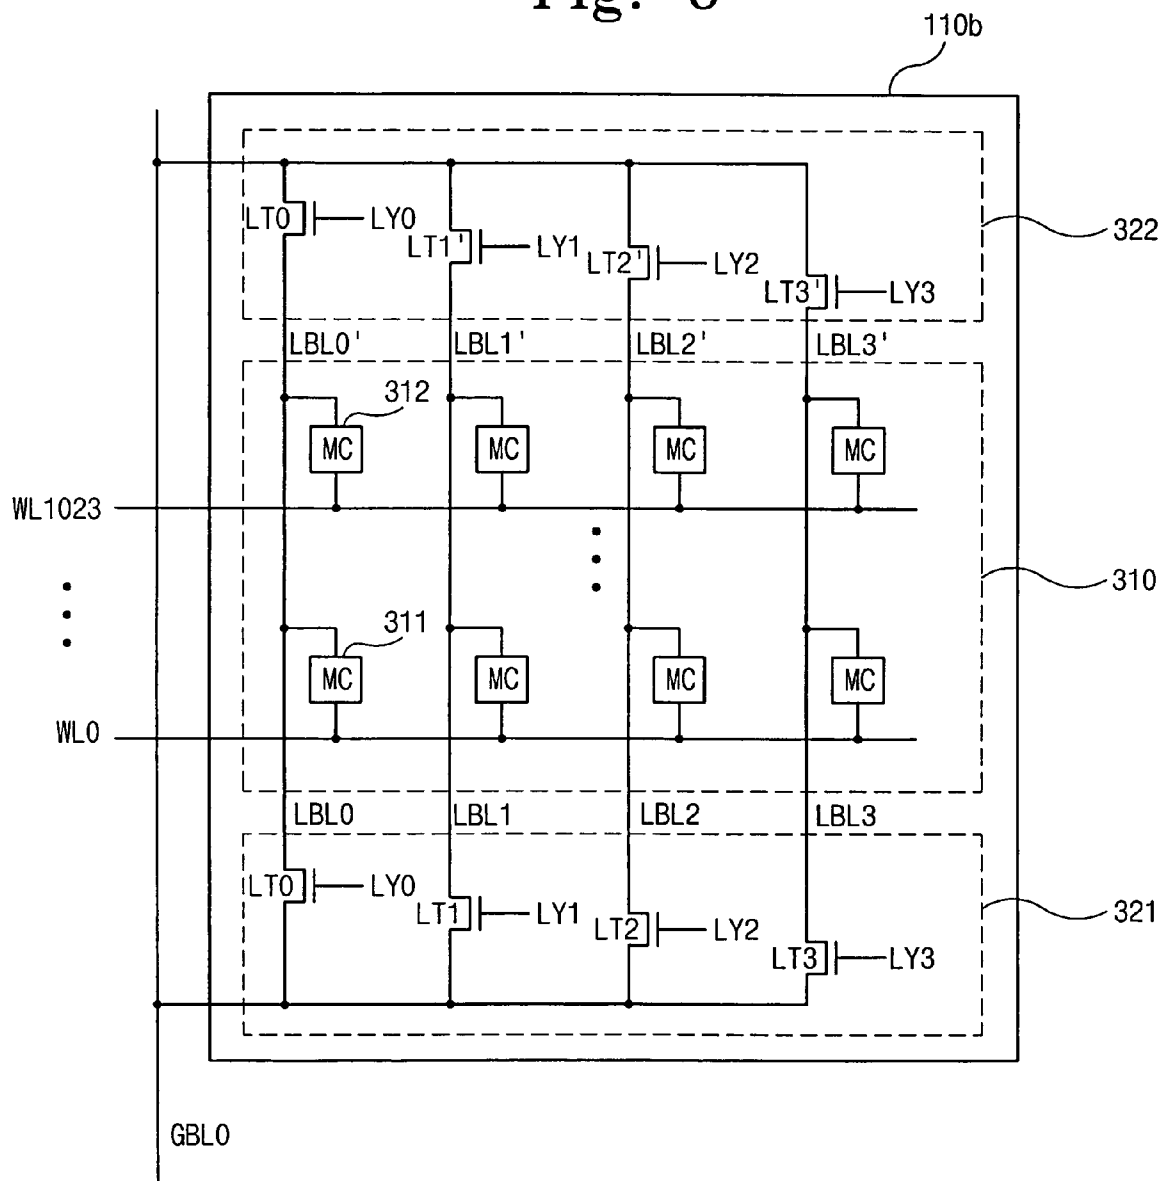 110b
LT0 LY0
LT1' LY1
LT2' LY2
LT3' LY3
322
LBL0' LBL1' LBL2' LBL3'
312
MC MC MC MC
WL1023
310
311
MC MC MC MC
WL0
LBL0 LBL1 LBL2 LBL3
LT0 LY0
LT1 LY1
LT2 LY2
LT3 LY3
321
GBL0